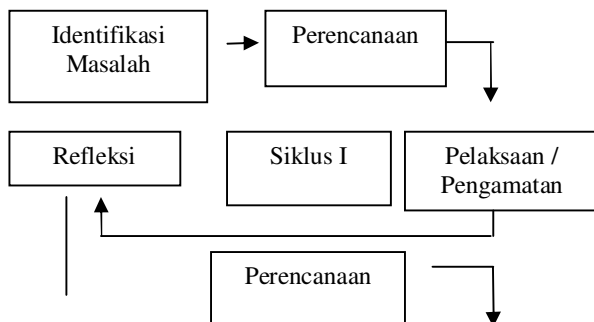 Identifikasi
Masalah
Perencanaan
Refleksi
Siklus I
Pelaksaan /
Pengamatan
Perencanaan